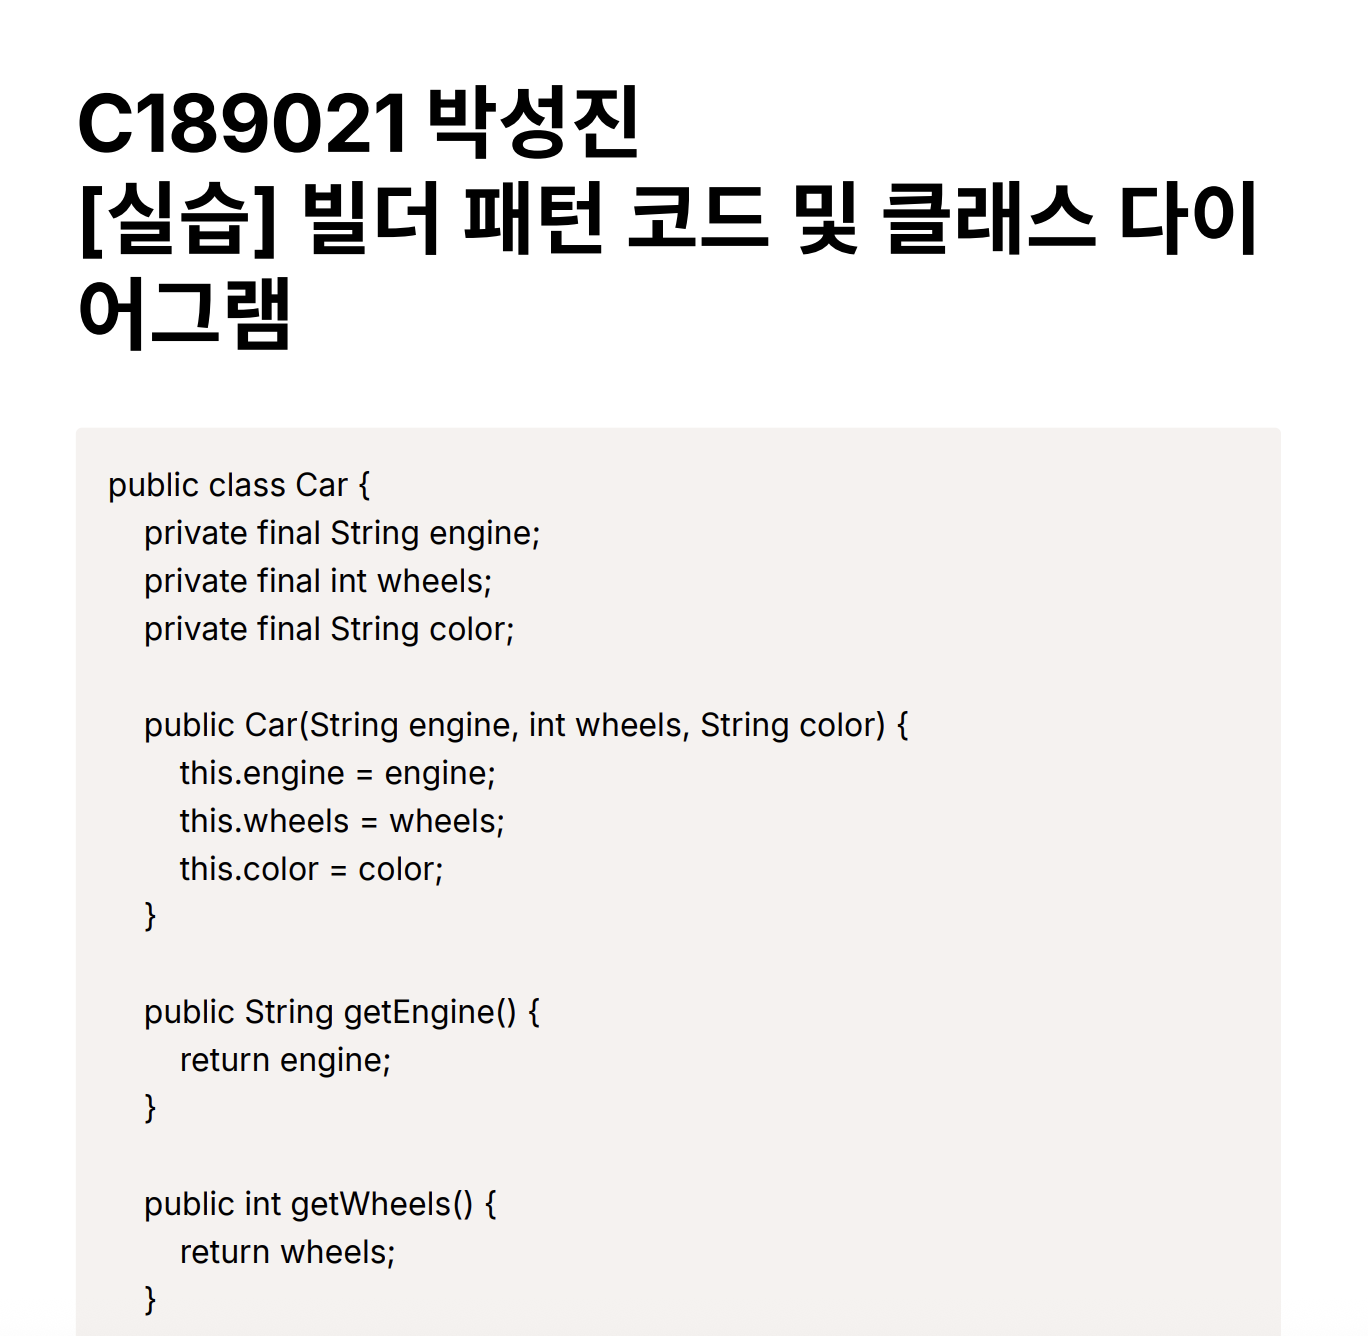 C189021 박성진
[실습] 빌더 패턴 코드 및 클래스 다이
어그램
public class Car {
private final String engine;
private final int wheels;
private final String color;
public Car(String engine, int wheels, String color) {
this.engine = engine;
this.wheels = wheels;
this.color = color;
}
public String getEngine() {
return engine;
}
public int getWheels() {
return wheels;
}